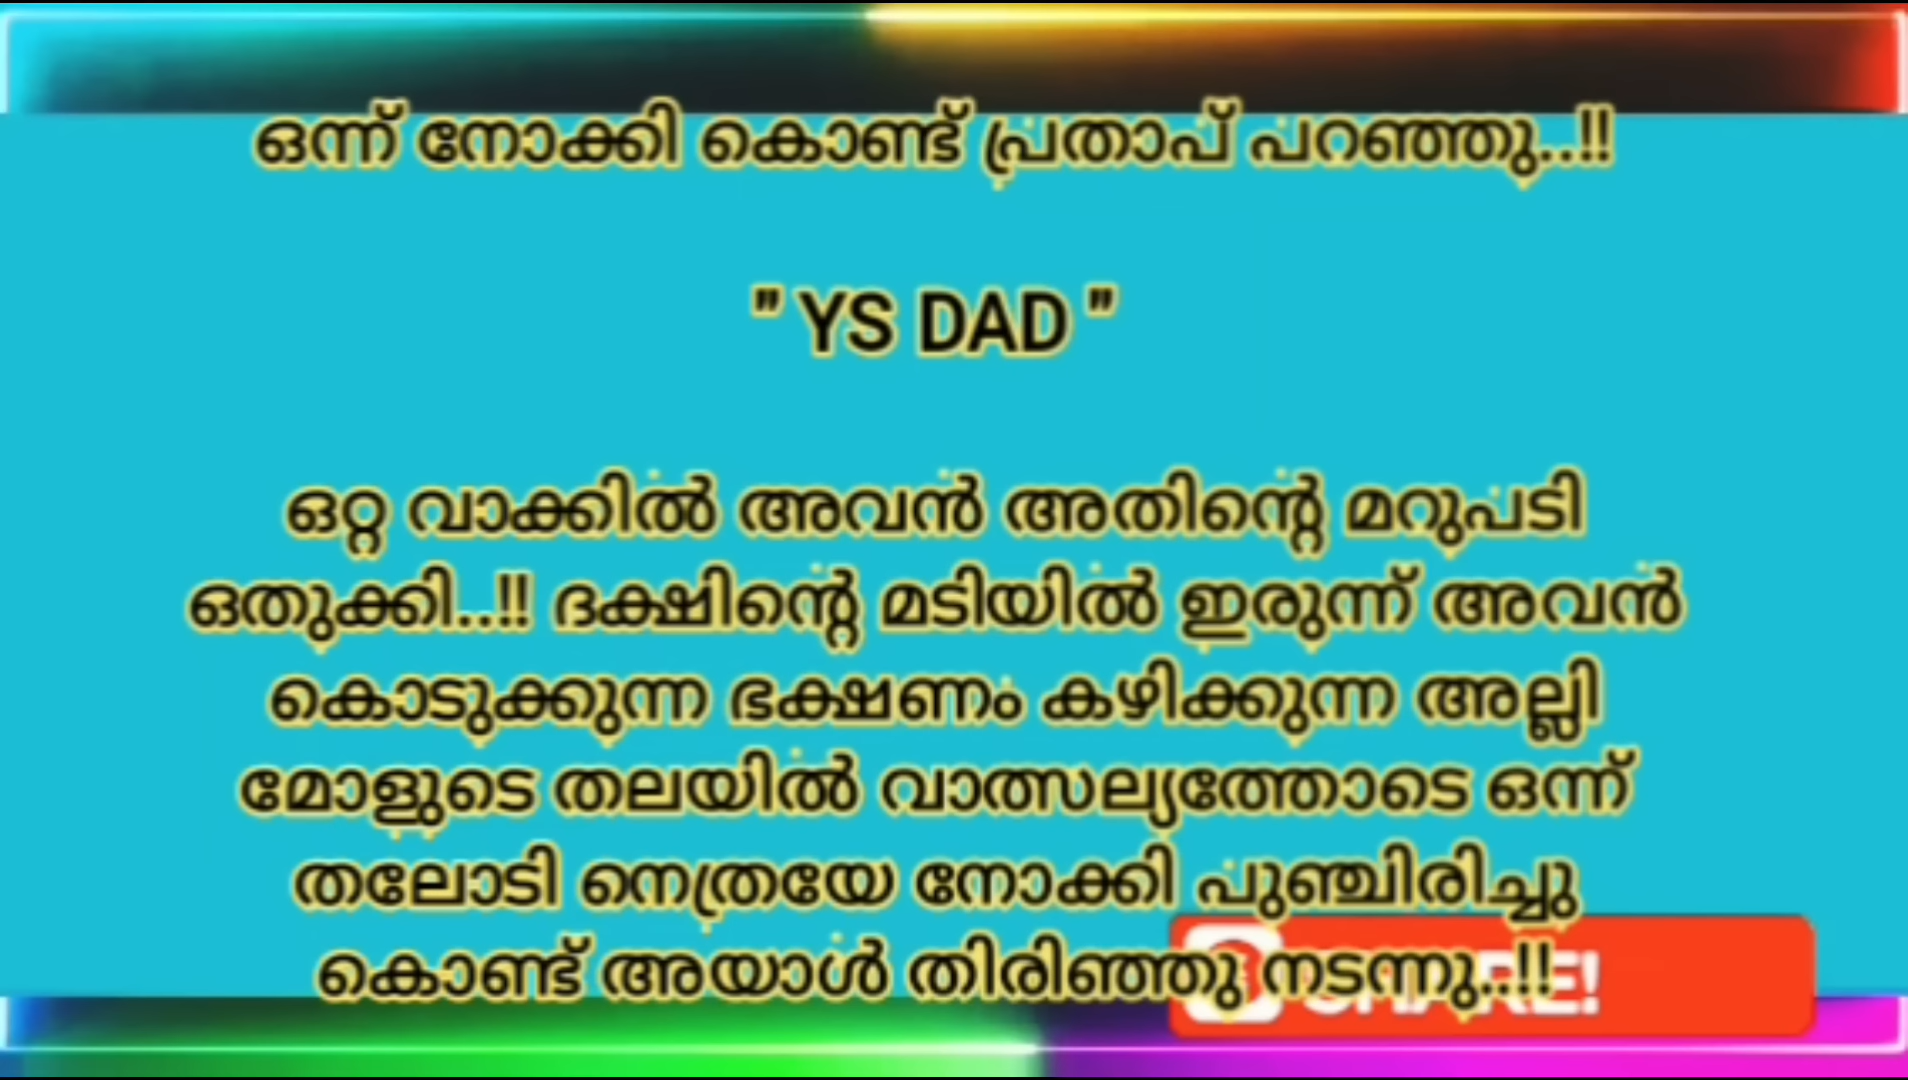 ഒന്ന് നോക്കി കൊണ്ട് പ്രതാപ് പറഞ്ഞു..!!
" YS DAD "
ഒറ്റ വാക്കിൽ അവൻ അതിന്റെ മറുപടി
ഒതുക്കി..!! ദക്ഷിന്റെ മടിയിൽ ഇരുന്ന് അവൻ
കൊടുക്കുന്ന ഭക്ഷണം കഴിക്കുന്ന അല്ലി
മോളുടെ തലയിൽ വാത്സല്യത്തോടെ ഒന്ന്
തലോടി നെത്രയേ നോക്കി പുഞ്ചിരിച്ചു
കൊണ്ട് അയാൾ തിരിഞ്ഞു നടന്നു..!!
SHARE!